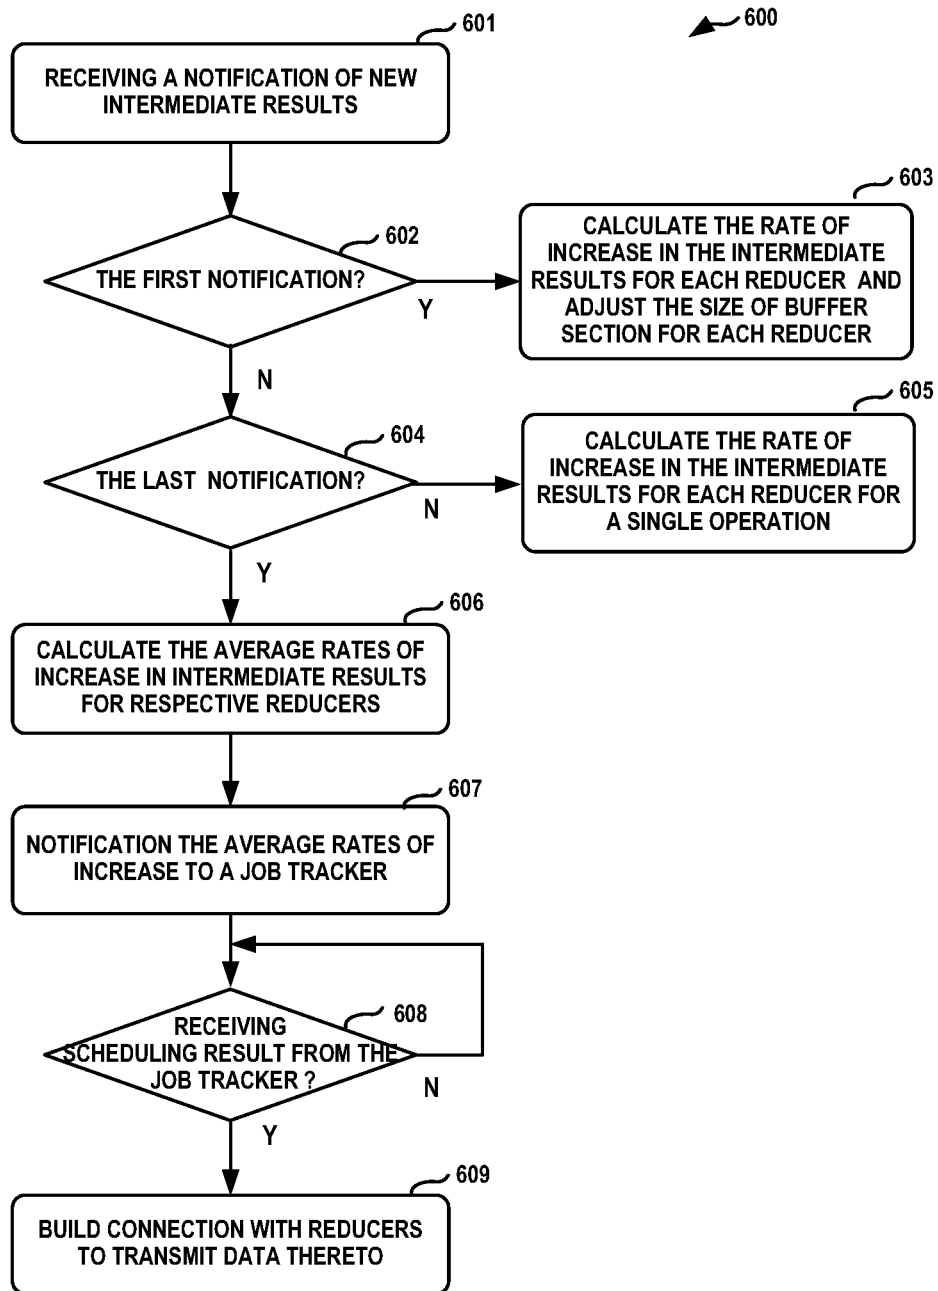 600
601
RECEIVING A NOTIFICATION OF NEW
INTERMEDIATE RESULTS
602
THE FIRST NOTIFICATION?
Y
N
603
CALCULATE THE RATE OF
INCREASE IN THE INTERMEDIATE
RESULTS FOR EACH REDUCER AND
ADJUST THE SIZE OF BUFFER
SECTION FOR EACH REDUCER
604
THE LAST NOTIFICATION?
N
Y
605
CALCULATE THE RATE OF
INCREASE IN THE INTERMEDIATE
RESULTS FOR EACH REDUCER FOR
A SINGLE OPERATION
606
CALCULATE THE AVERAGE RATES OF
INCREASE IN INTERMEDIATE RESULTS
FOR RESPECTIVE REDUCERS
607
NOTIFICATION THE AVERAGE RATES OF
INCREASE TO A JOB TRACKER
608
RECEIVING
SCHEDULING RESULT FROM THE
JOB TRACKER ?
N
Y
609
BUILD CONNECTION WITH REDUCERS
TO TRANSMIT DATA THERETO